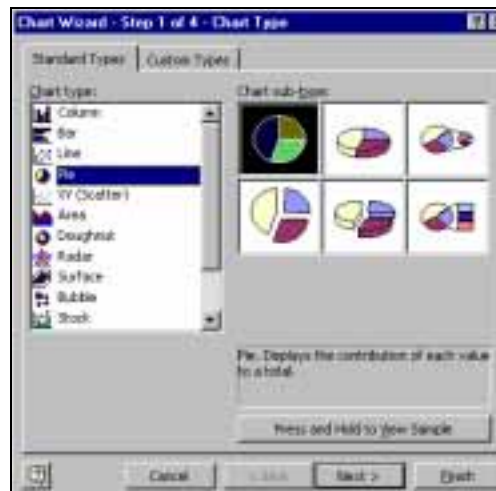 Chart Wizard - Step 1 of 4 - Chart Type
Standard Types
Custom Types
Chart type:
Column
Bar
Line
Pie
XY (Scatter)
Area
Doughnut
Radar
Surface
Bubble
Stock
Chart sub-type:
Pie. Displays the contribution of each value
to a total.
Press and Hold to View Sample
Cancel
< Back
Next >
Finish